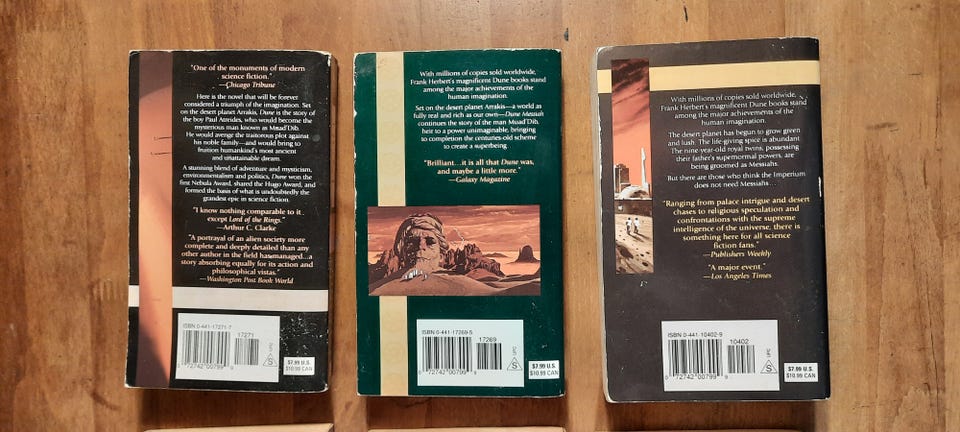 "One of the monuments of modern
science fiction."
—Chicago Tribune
Here is the novel that will be forever
considered a triumph of the imagination. Set
on the desert planet Arrakis, Dune is the story of
the boy Paul Atreides, who would become the
mysterious man known as Muad'Dib.
He would avenge the traitorous plot against
his noble family—and would bring to
fruition humankind's most ancient
and unattainable dream.
A stunning blend of adventure and mysticism,
environmentalism and politics, Dune won the
first Nebula Award, shared the Hugo Award, and
formed the basis of what is undoubtedly the
grandest epic in science fiction.
"I know nothing comparable to it
except Lord of the Rings."
—Arthur C. Clarke
"A portrayal of an alien society more
complete and deeply detailed than any
other author in the field has managed...a
story absorbing equally for its action and
philosophical vistas."
—Washington Post Book World
ISBN 0-441-17271-7
17271
0 72742 00799 9
UPC
S
$7.99 U.S.
$10.99 CAN
With millions of copies sold worldwide,
Frank Herbert's magnificent Dune books stand
among the major achievements of the
human imagination.
Set on the desert planet Arrakis—a world as
fully real and rich as our own—Dune Messiah
continues the story of the man Muad'Dib,
heir to a power unimaginable, bringing
to completion the centuries-old scheme
to create a superbeing
"Brilliant...it is all that Dune was,
and maybe a little more."
—Galaxy Magazine
ISBN 0-441-17269-5
17269
0 72742 00799 9
UPC
S
$7.99 U.S.
$10.99 CAN
With millions of copies sold worldwide,
Frank Herbert's magnificent Dune books stand
among the major achievements of the
human imagination.
The desert planet has begun to grow green
and lush. The life-giving spice is abundant.
The nine-year-old royal twins, possessing
their father's supernormal powers, are
being groomed as Messiahs.
But there are those who think the Imperium
does not need Messiahs...
"Ranging from palace intrigue and desert
chases to religious speculation and
confrontations with the supreme
intelligence of the universe, there is
something here for all science
fiction fans."
—Publishers Weekly
"A major event."
—Los Angeles Times
ISBN 0-441-10402-9
10402
0 72742 00799 9
UPC
S
$7.99 U.S.
$10.99 CAN